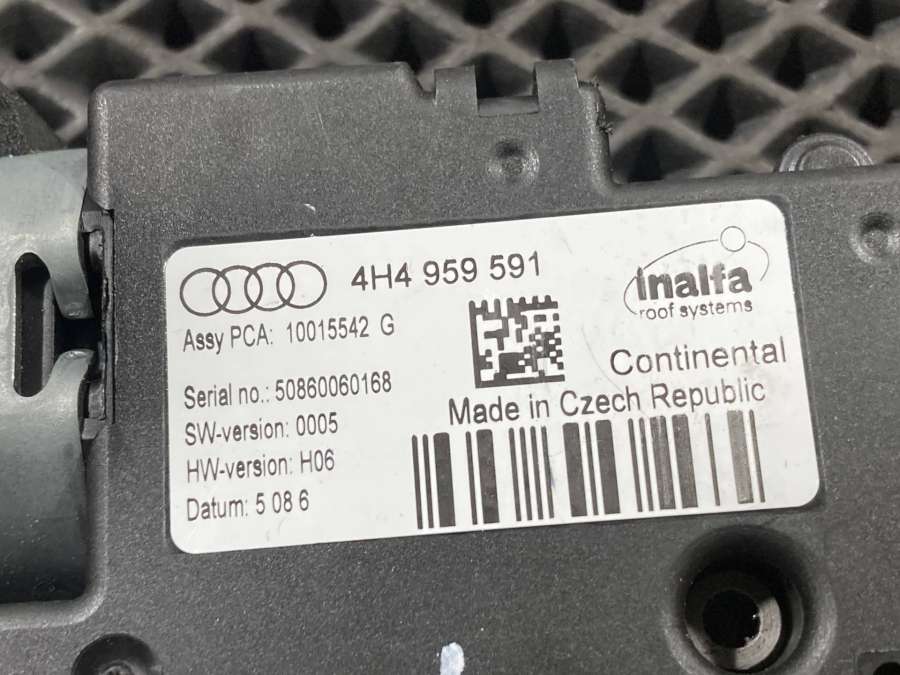 4H4 959 591
Assy PCA: 10015542 G
Serial no.: 50860060168
SW-version: 0005
HW-version: H06
Datum: 5 08 6
inalfa
roof systems
Continental
Made in Czech Republic